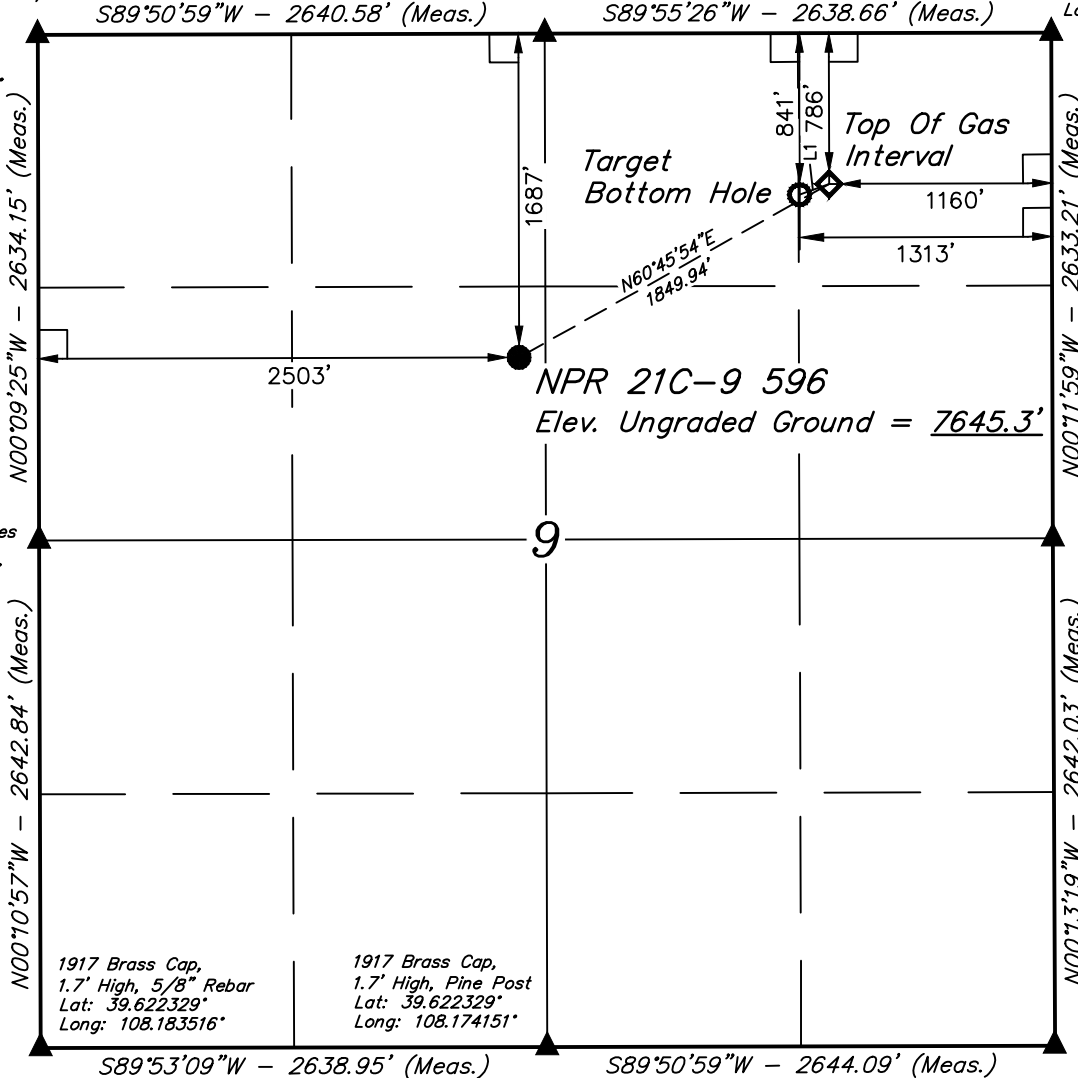 S89°50'59"W - 2640.58' (Meas.)
S89°55'26"W - 2638.66' (Meas.)
N00°09'25"W - 2634.15' (Meas.)
1687'
841'
L1
786'
Top Of Gas
Interval
Target
Bottom Hole
1160'
1313'
N00°11'59"W - 2633.21' (Meas.)
N60°45'54"E
1849.94'
2503'
NPR 21C-9 596
Elev. Ungraded Ground = 7645.3'
9
N00°10'57"W - 2642.84' (Meas.)
N00°13'19"W - 2642.03' (Meas.)
1917 Brass Cap,
1.7' High, 5/8" Rebar
Lat: 39.622329°
Long: 108.183516°
1917 Brass Cap,
1.7' High, Pine Post
Lat: 39.622329°
Long: 108.174151°
S89°53'09"W - 2638.95' (Meas.)
S89°50'59"W - 2644.09' (Meas.)